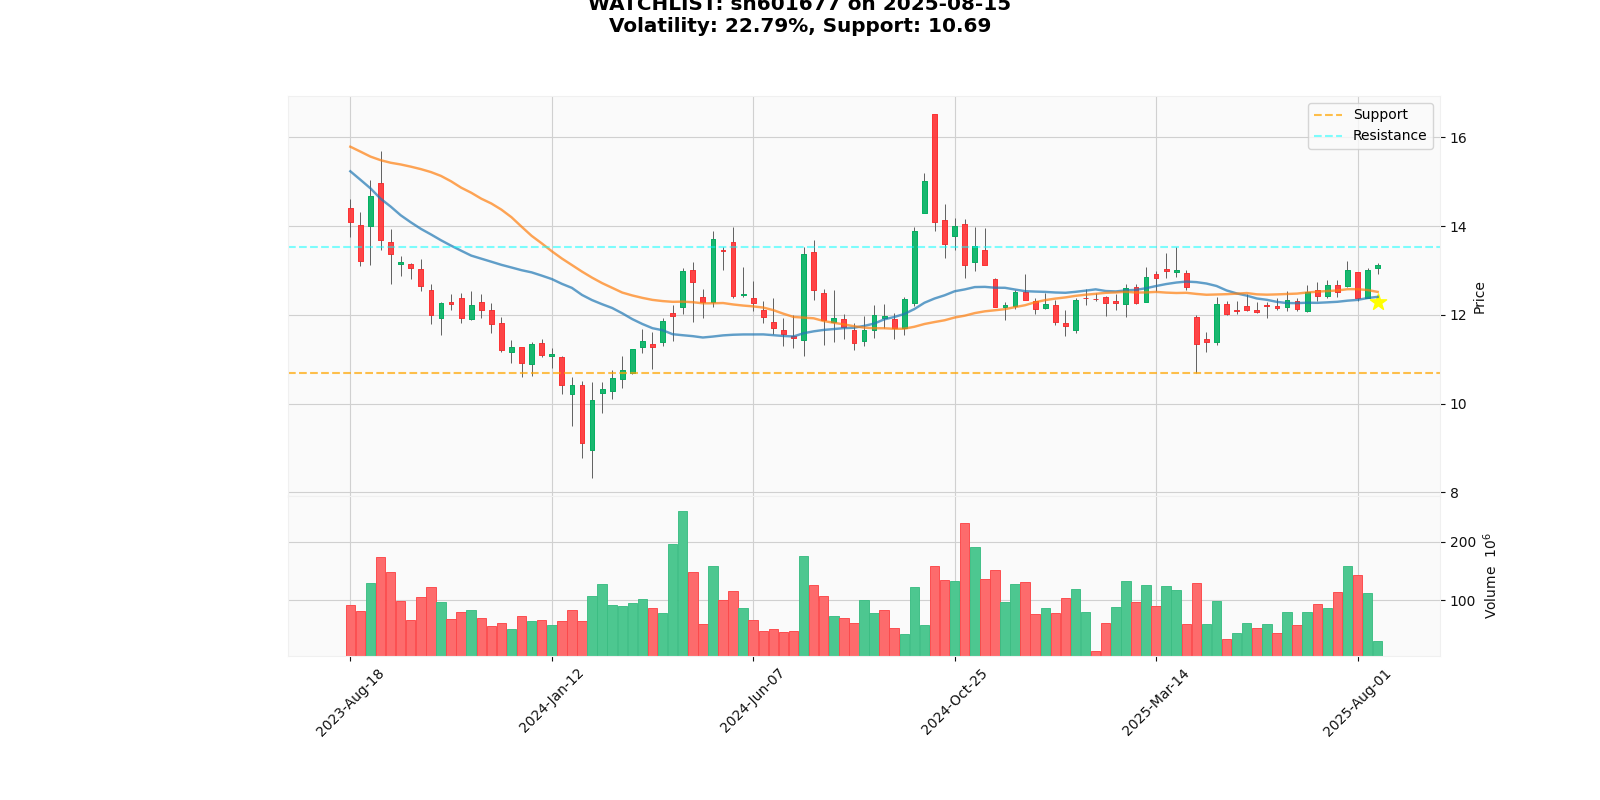 WATCHLIST: sh601677 on 2025-08-15
Volatility: 22.79%, Support: 10.69
Support
Resistance
16
14
12
10
8
Price
200
100
Volume 10⁶
2023-Aug-18
2024-Jan-12
2024-Jun-07
2024-Oct-25
2025-Mar-14
2025-Aug-01